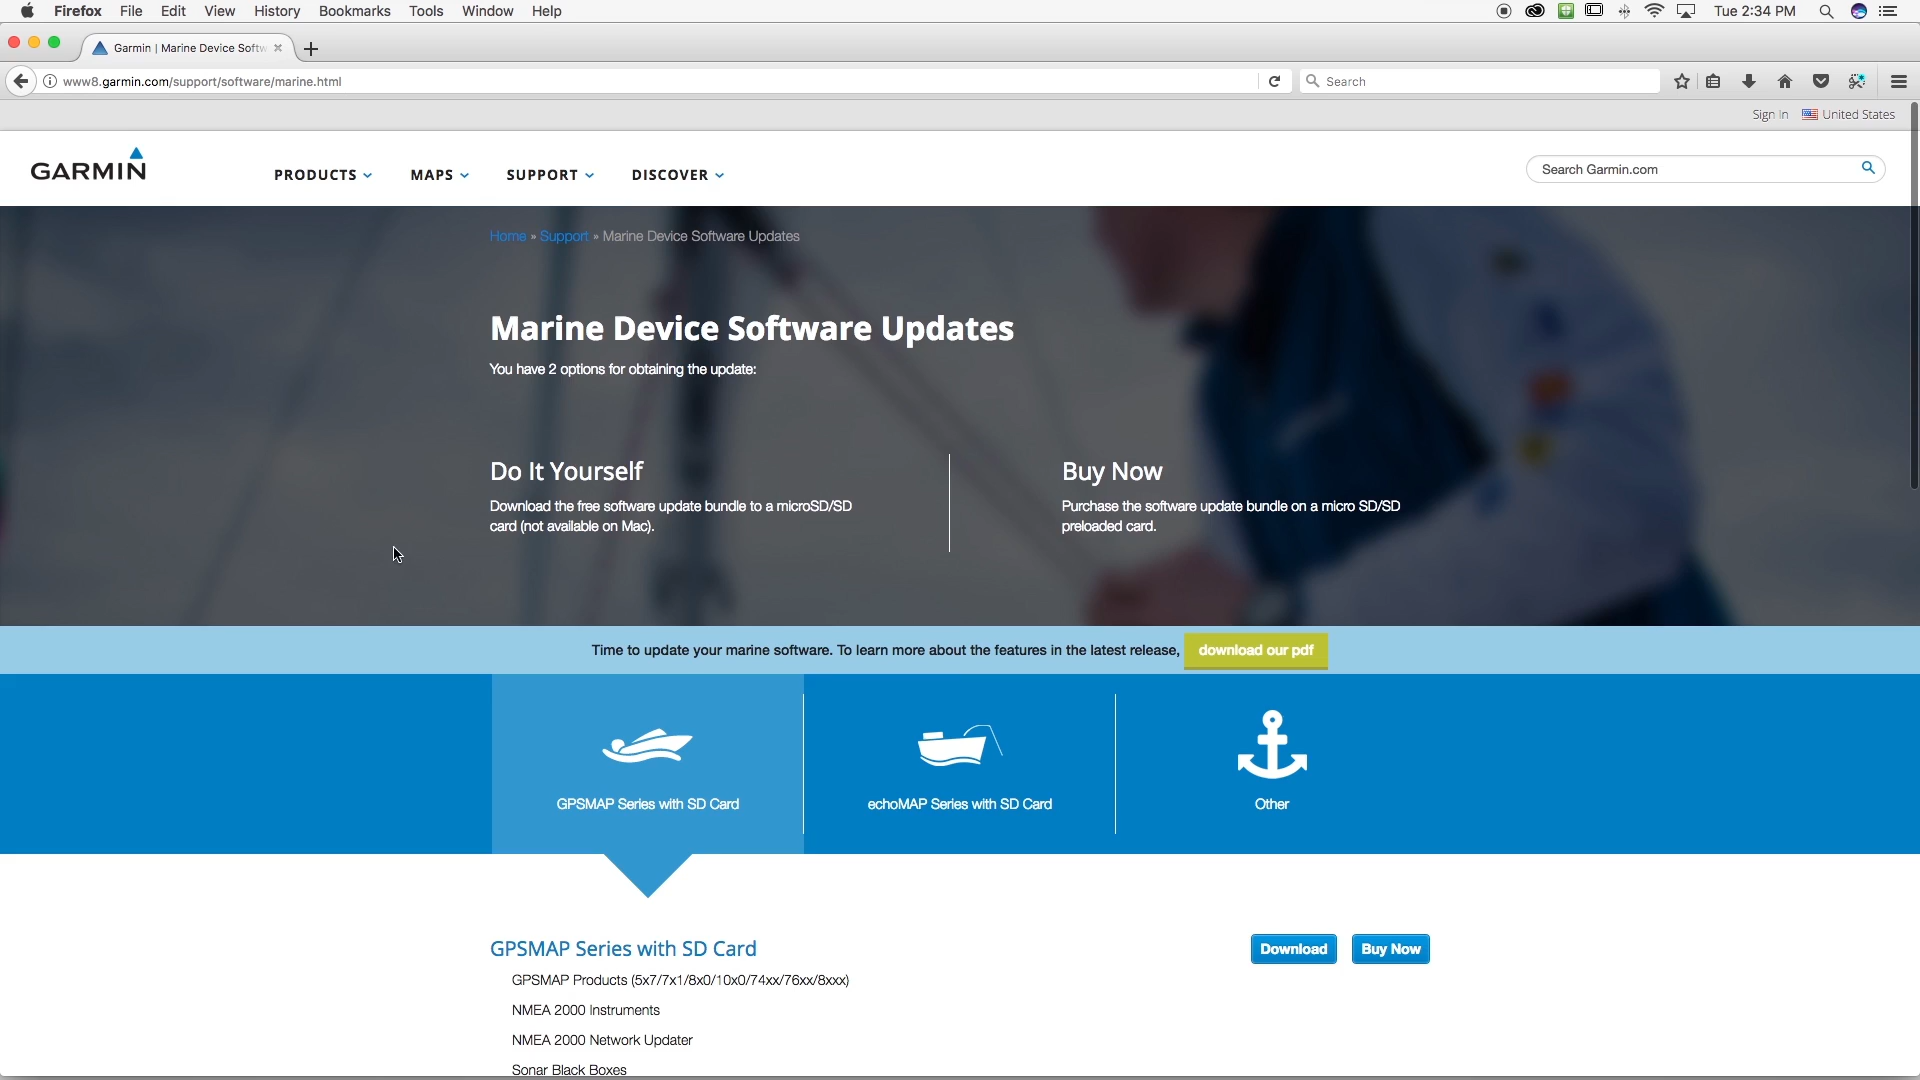 Firefox File Edit View History Bookmarks Tools Window Help
Tue 2:34 PM
Garmin | Marine Device Softw
www8.garmin.com/support/software/marine.html
Search
Sign In United States
GARMIN
PRODUCTS MAPS SUPPORT DISCOVER
Search Garmin.com
Home » Support » Marine Device Software Updates
Marine Device Software Updates
You have 2 options for obtaining the update:
Do It Yourself
Download the free software update bundle to a microSD/SD
card (not available on Mac).
Buy Now
Purchase the software update bundle on a micro SD/SD
preloaded card.
Time to update your marine software. To learn more about the features in the latest release, download our pdf
GPSMAP Series with SD Card
echoMAP Series with SD Card
Other
GPSMAP Series with SD Card
Download Buy Now
GPSMAP Products (5x7/7x1/8x0/10x0/74xx/76xx/8xxx)
NMEA 2000 Instruments
NMEA 2000 Network Updater
Sonar Black Boxes